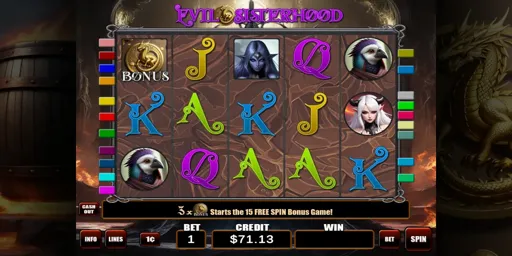 EVIL SISTERHOOD
BONUS J Q
K A K J
Q A A K
CASH OUT
3 x BONUS Starts the 15 FREE SPIN Bonus Game!
BET CREDIT WIN
INFO LINES 1C 1 $71.13 BET SPIN